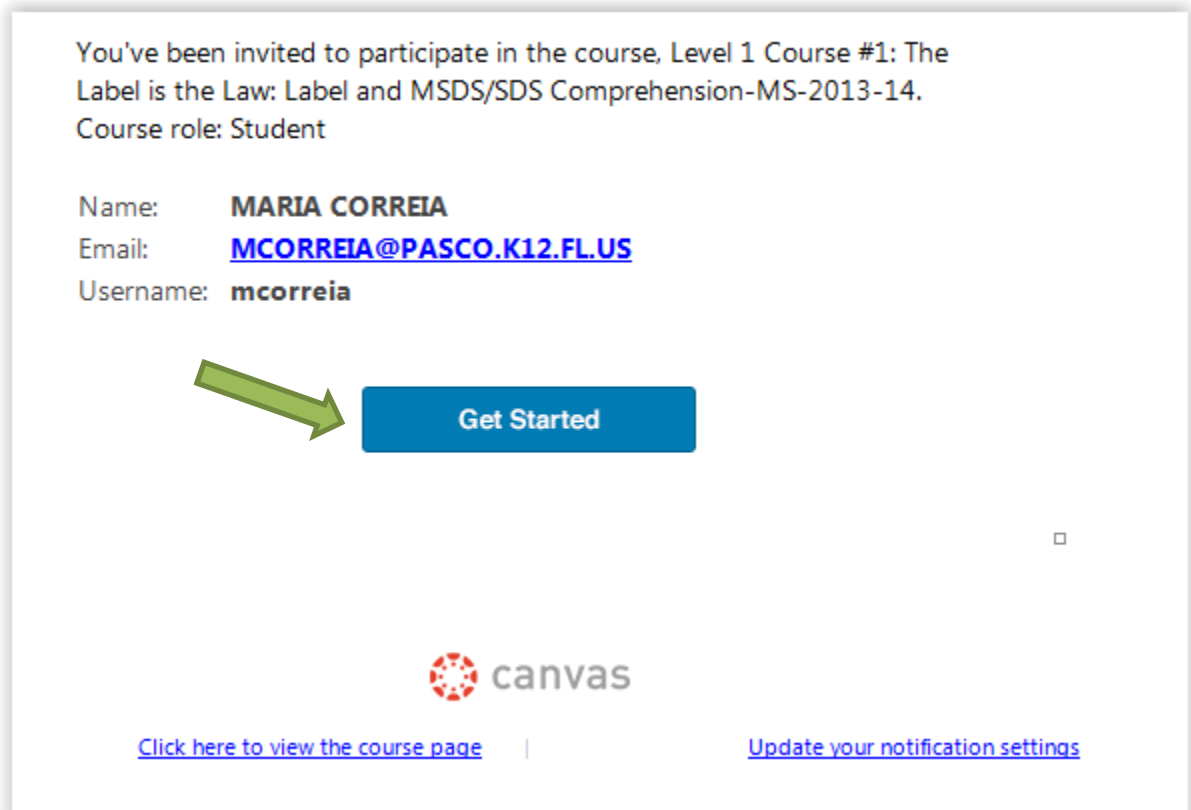 You've been invited to participate in the course, Level 1 Course #1: The
Label is the Law: Label and MSDS/SDS Comprehension-MS-2013-14.
Course role: Student
Name: MARIA CORREIA
Email: MCORREIA@PASCO.K12.FL.US
Username: mcorreia
Get Started
canvas
Click here to view the course page | Update your notification settings